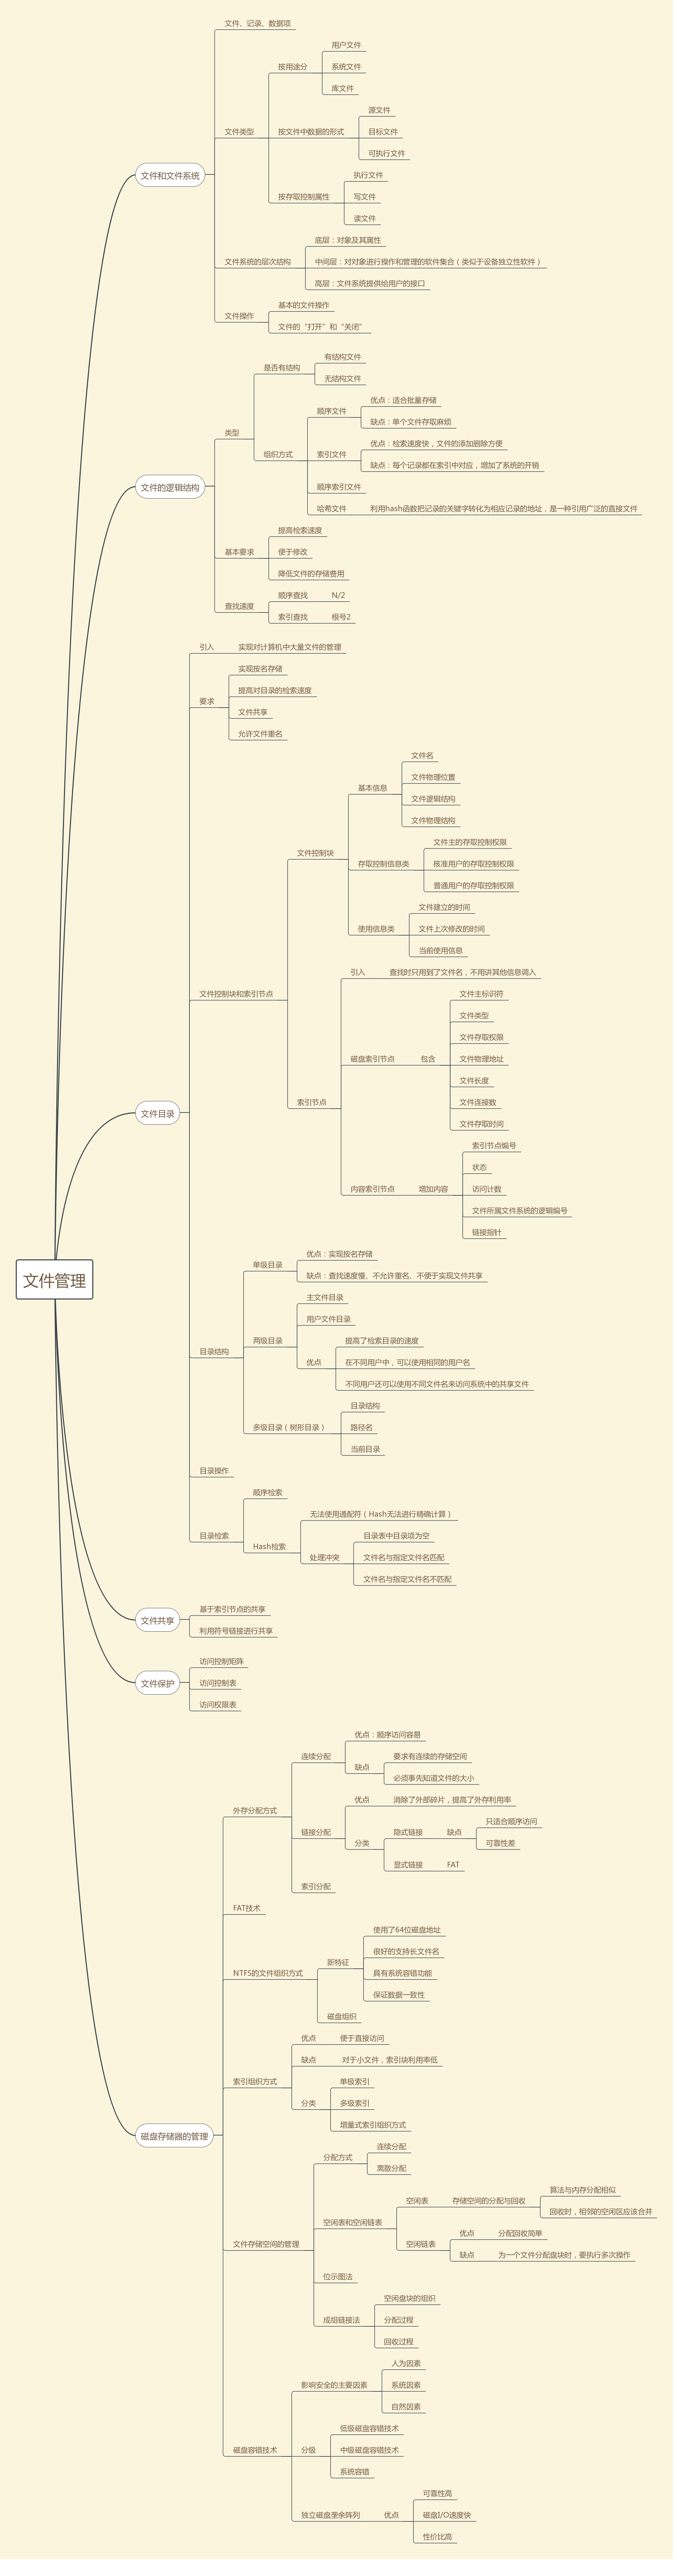 文件、记录、数据项
用户文件
按用途分
系统文件
库文件
源文件
文件类型
按文件中数据的形式
目标文件
可执行文件
文件和文件系统
执行文件
按存取控制属性
写文件
读文件
底层：对象及其属性
文件系统的层次结构
中间层：对对象进行操作和管理的软件集合（类似于设备独立性软件）
高层：文件系统提供给用户的接口
基本的文件操作
文件操作
文件的“打开”和“关闭”
有结构文件
是否有结构
无结构文件
优点：适合批量存储
顺序文件
缺点：单个文件存取麻烦
类型
优点：检索速度快，文件的添加删除方便
组织方式
索引文件
缺点：每个记录都在索引中对应，增加了系统的开销
文件的逻辑结构
顺序索引文件
哈希文件
利用hash函数把记录的关键字转化为相应记录的地址，是一种引用广泛的直接文件
提高检索速度
基本要求
便于修改
降低文件的存储费用
顺序查找
N/2
查找速度
索引查找
根号2
引入
实现对计算机中大量文件的管理
实现按名存储
提高对目录的检索速度
要求
文件共享
允许文件重名
文件名
文件物理位置
基本信息
文件逻辑结构
文件物理结构
文件主的存取控制权限
文件控制块
存取控制信息类
核准用户的存取控制权限
普通用户的存取控制权限
文件建立的时间
使用信息类
文件上次修改的时间
当前使用信息
引入
查找时只用到了文件名，不用讲其他信息调入
文件控制块和索引节点
文件主标识符
文件类型
文件存取权限
磁盘索引节点
包含
文件物理地址
文件长度
索引节点
文件连接数
文件目录
文件存取时间
索引节点编号
状态
内容索引节点
增加内容
访问计数
文件所属文件系统的逻辑编号
链接指针
优点：实现按名存储
单级目录
缺点：查找速度慢、不允许重名、不便于实现文件共享
文件管理
主文件目录
用户文件目录
两级目录
提高了检索目录的速度
目录结构
优点
在不同用户中，可以使用相同的用户名
不同用户还可以使用不同文件名来访问系统中的共享文件
目录结构
多级目录（树形目录）
路径名
当前目录
目录操作
顺序检索
无法使用通配符（Hash无法进行精确计算）
目录检索
Hash检索
目录表中目录项为空
处理冲突
文件名与指定文件名匹配
文件名与指定文件名不匹配
基于索引节点的共享
文件共享
利用符号链接进行共享
访问控制矩阵
文件保护
访问控制表
访问权限表
优点：顺序访问容易
连续分配
要求有连续的存储空间
缺点
必须事先知道文件的大小
优点
消除了外部碎片，提高了外存利用率
外存分配方式
只适合顺序访问
链接分配
隐式链接
缺点
分类
可靠性差
显式链接
FAT
索引分配
FAT技术
使用了64位磁盘地址
很好的支持长文件名
新特征
NTFS的文件组织方式
具有系统容错功能
保证数据一致性
磁盘组织
优点
便于直接访问
缺点
对于小文件，索引块利用率低
索引组织方式
单极索引
分类
多级索引
增量式索引组织方式
磁盘存储器的管理
连续分配
分配方式
离散分配
算法与内存分配相似
空闲表
存储空间的分配与回收
回收时，相邻的空闲区应该合并
空闲表和空闲链表
优点
分配回收简单
文件存储空间的管理
空闲链表
缺点
为一个文件分配盘块时，要执行多次操作
位示图法
空闲盘块的组织
成组链接法
分配过程
回收过程
人为因素
影响安全的主要因素
系统因素
自然因素
低级磁盘容错技术
磁盘容错技术
分级
中级磁盘容错技术
系统容错
可靠性高
独立磁盘垄余阵列
优点
磁盘I/O速度快
性价比高